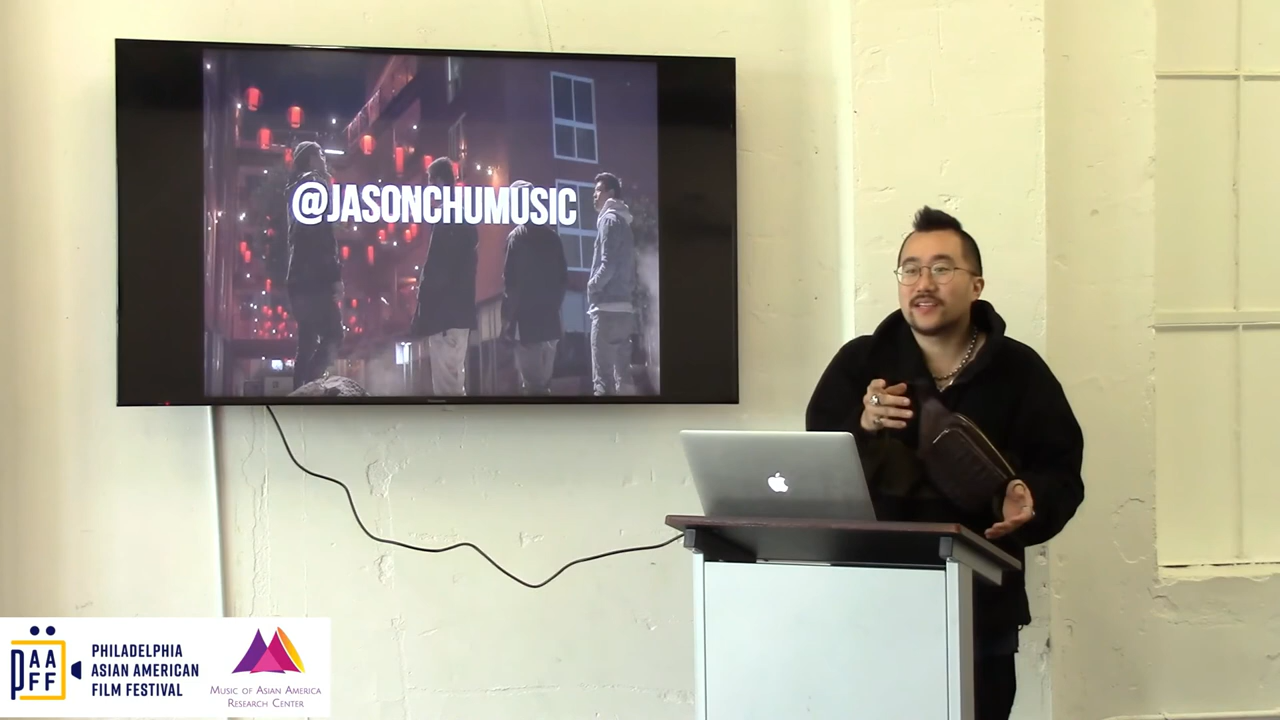 @JASONCHUMUSIC
PAAFF
PHILADELPHIA
ASIAN AMERICAN
FILM FESTIVAL
MUSIC OF ASIAN AMERICA
RESEARCH CENTER